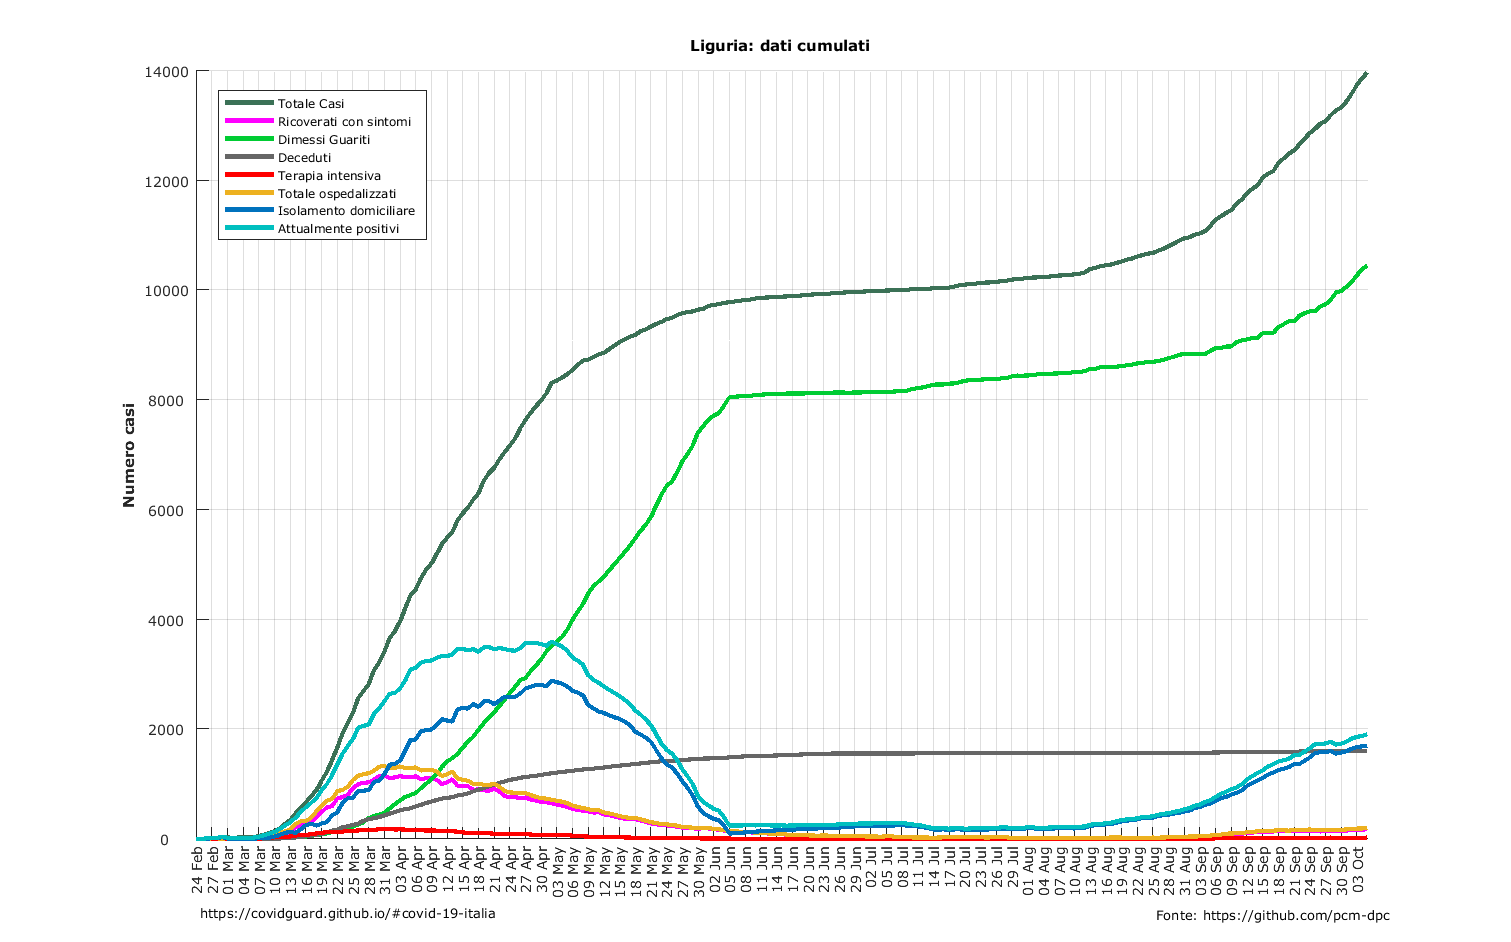 Liguria: dati cumulati
14000
12000
10000
8000
6000
4000
2000
0
Numero casi
Totale Casi
Ricoverati con sintomi
Dimessi Guariti
Deceduti
Terapia intensiva
Totale ospedalizzati
Isolamento domiciliare
Attualmente positivi
24 Feb
27 Feb
01 Mar
04 Mar
07 Mar
10 Mar
13 Mar
16 Mar
19 Mar
22 Mar
25 Mar
28 Mar
31 Mar
03 Apr
06 Apr
09 Apr
12 Apr
15 Apr
18 Apr
21 Apr
24 Apr
27 Apr
30 Apr
03 May
06 May
09 May
12 May
15 May
18 May
21 May
24 May
27 May
30 May
02 Jun
05 Jun
08 Jun
11 Jun
14 Jun
17 Jun
20 Jun
23 Jun
26 Jun
29 Jun
02 Jul
05 Jul
08 Jul
11 Jul
14 Jul
17 Jul
20 Jul
23 Jul
26 Jul
29 Jul
01 Aug
04 Aug
07 Aug
10 Aug
13 Aug
16 Aug
19 Aug
22 Aug
25 Aug
28 Aug
31 Aug
03 Sep
06 Sep
09 Sep
12 Sep
15 Sep
18 Sep
21 Sep
24 Sep
27 Sep
30 Sep
03 Oct
https://covidguard.github.io/#covid-19-italia
Fonte: https://github.com/pcm-dpc